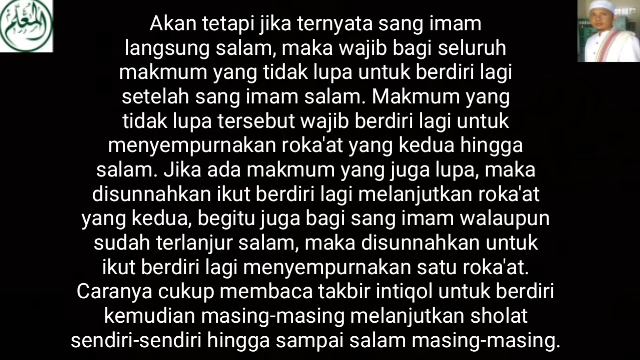 Akan tetapi jika ternyata sang imam
langsung salam, maka wajib bagi seluruh
makmum yang tidak lupa untuk berdiri lagi
setelah sang imam salam. Makmum yang
tidak lupa tersebut wajib berdiri lagi untuk
menyempurnakan roka'at yang kedua hingga
salam. Jika ada makmum yang juga lupa, maka
disunnahkan ikut berdiri lagi melanjutkan roka'at
yang kedua, begitu juga bagi sang imam walaupun
sudah terlanjur salam, maka disunnahkan untuk
ikut berdiri lagi menyempurnakan satu roka'at.
Caranya cukup membaca takbir intiqol untuk berdiri
kemudian masing-masing melanjutkan sholat
sendiri-sendiri hingga sampai salam masing-masing.